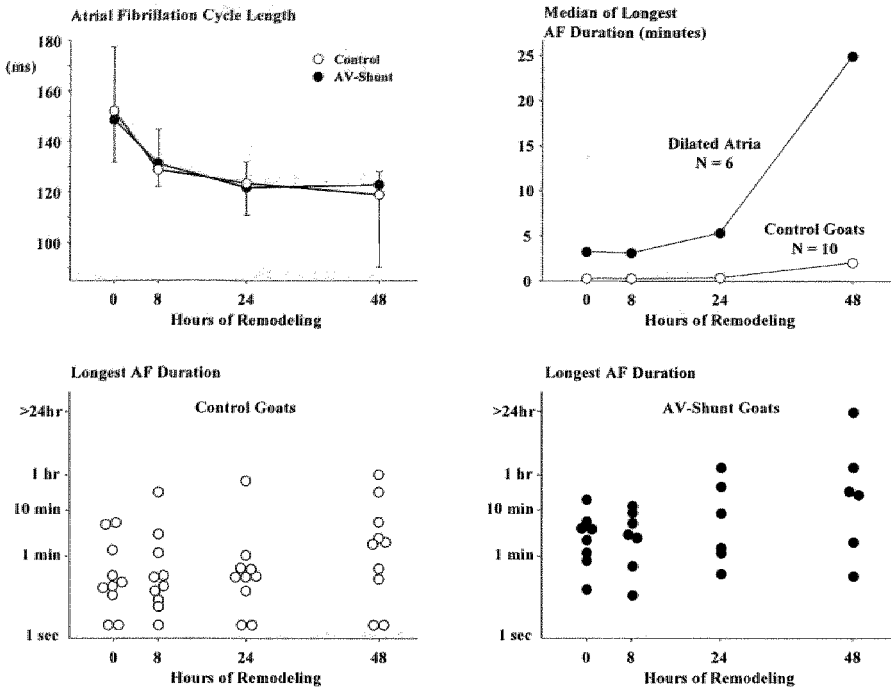 Atrial Fibrillation Cycle Length
180
(ms)
160
140
120
100
Control
AV-Shunt
0 8 24 48
Hours of Remodeling
Median of Longest
AF Duration (minutes)
25
20
15
10
5
0
Dilated Atria
N = 6
Control Goats
N = 10
0 8 24 48
Hours of Remodeling
Longest AF Duration
Control Goats
>24hr
1 hr
10 min
1 min
1 sec
0 8 24 48
Hours of Remodeling
Longest AF Duration
AV-Shunt Goats
>24hr
1 hr
10 min
1 min
1 sec
0 8 24 48
Hours of Remodeling